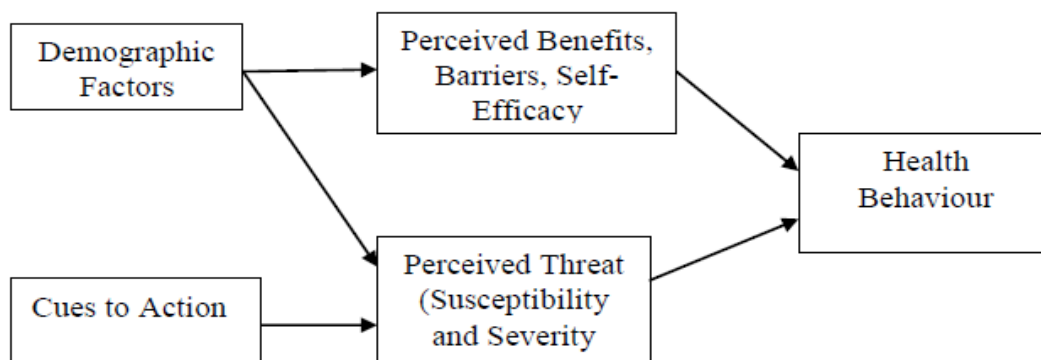 Demographic
Factors
Perceived Benefits,
Barriers, Self-
Efficacy
Health
Behaviour
Cues to Action
Perceived Threat
(Susceptibility
and Severity